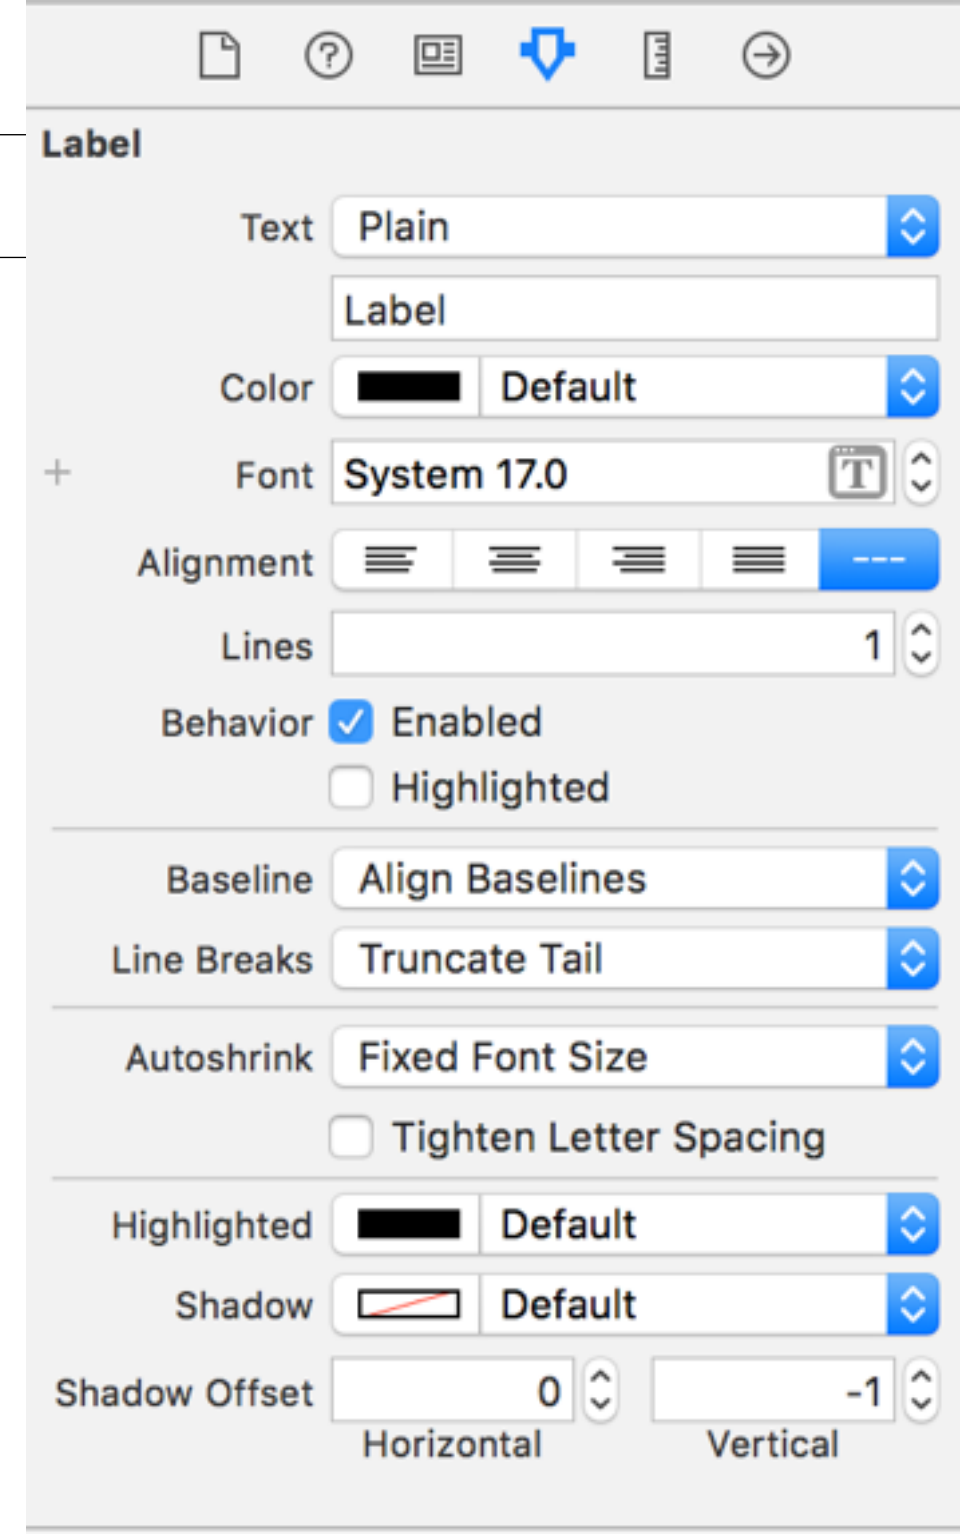 Label
Text Plain
Label
Color Default
Font System 17.0 T
Alignment ---
Lines 1
Behavior Enabled
Highlighted
Baseline Align Baselines
Line Breaks Truncate Tail
Autoshrink Fixed Font Size
Tighten Letter Spacing
Highlighted Default
Shadow Default
Shadow Offset 0 -1
Horizontal Vertical